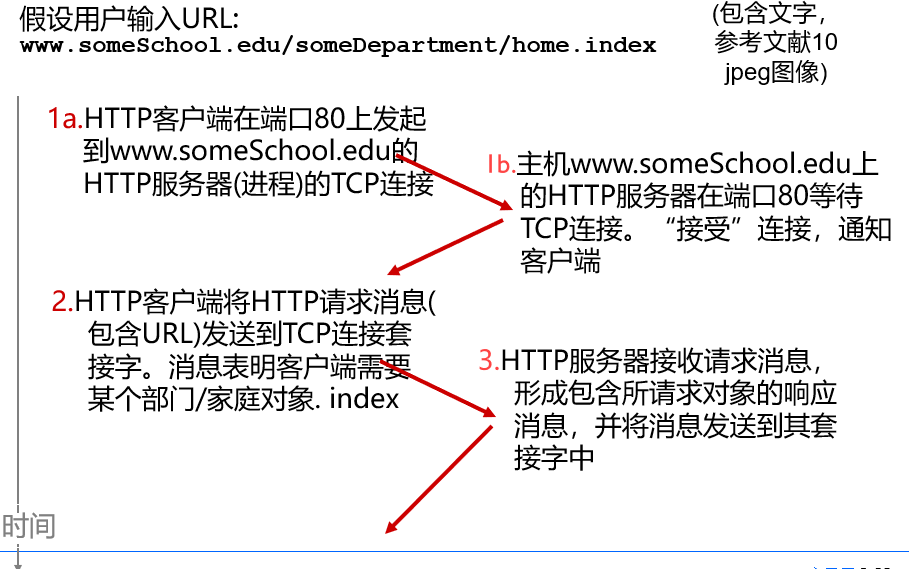 假设用户输入URL:
www.someSchool.edu/someDepartment/home.index
(包含文字，
参考文献10
jpeg图像)
1a.HTTP客户端在端口80上发起
到www.someSchool.edu的
HTTP服务器(进程)的TCP连接
1b.主机www.someSchool.edu上
的HTTP服务器在端口80等待
TCP连接。“接受”连接，通知
客户端
2.HTTP客户端将HTTP请求消息(
包含URL)发送到TCP连接套
接字。消息表明客户端需要
某个部门/家庭对象. index
3.HTTP服务器接收请求消息，
形成包含所请求对象的响应
消息，并将消息发送到其套
接字中
时间